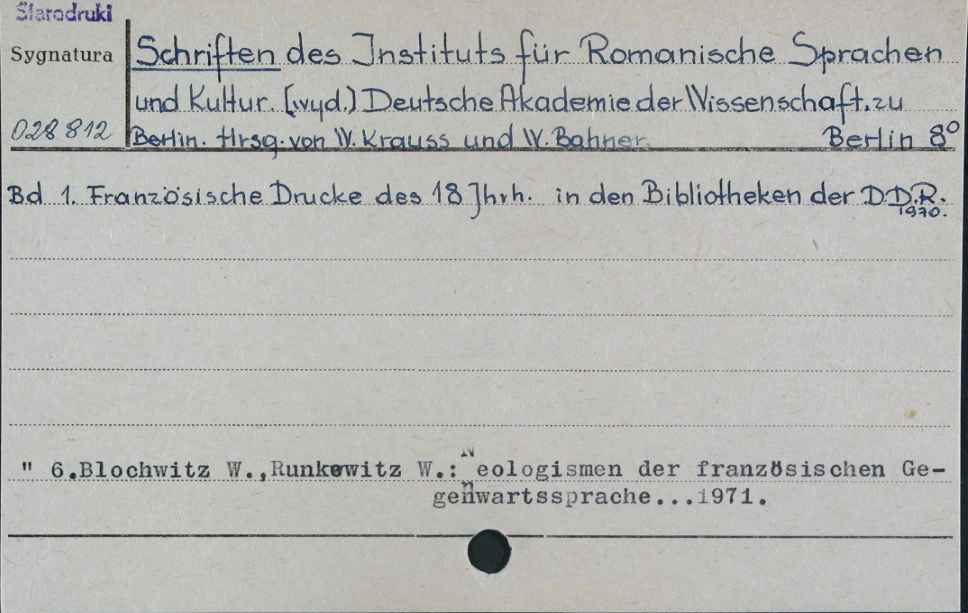 Starodruki
Sygnatura
028812
Schriften des Instituts für Romanische Sprachen
und Kultur. [wyd.] Deutsche Akademie der Wissenschaft. zu
Berlin. Hrsg. von W. Krauss und W. Bahner. Berlin 8°
Bd 1. Französische Drucke des 18 Jhrh. in den Bibliotheken der D.D.R.
1970.
" 6.Blochwitz W.,Runkewitz W.: Neologismen der französischen Ge-
genwartssprache...1971.